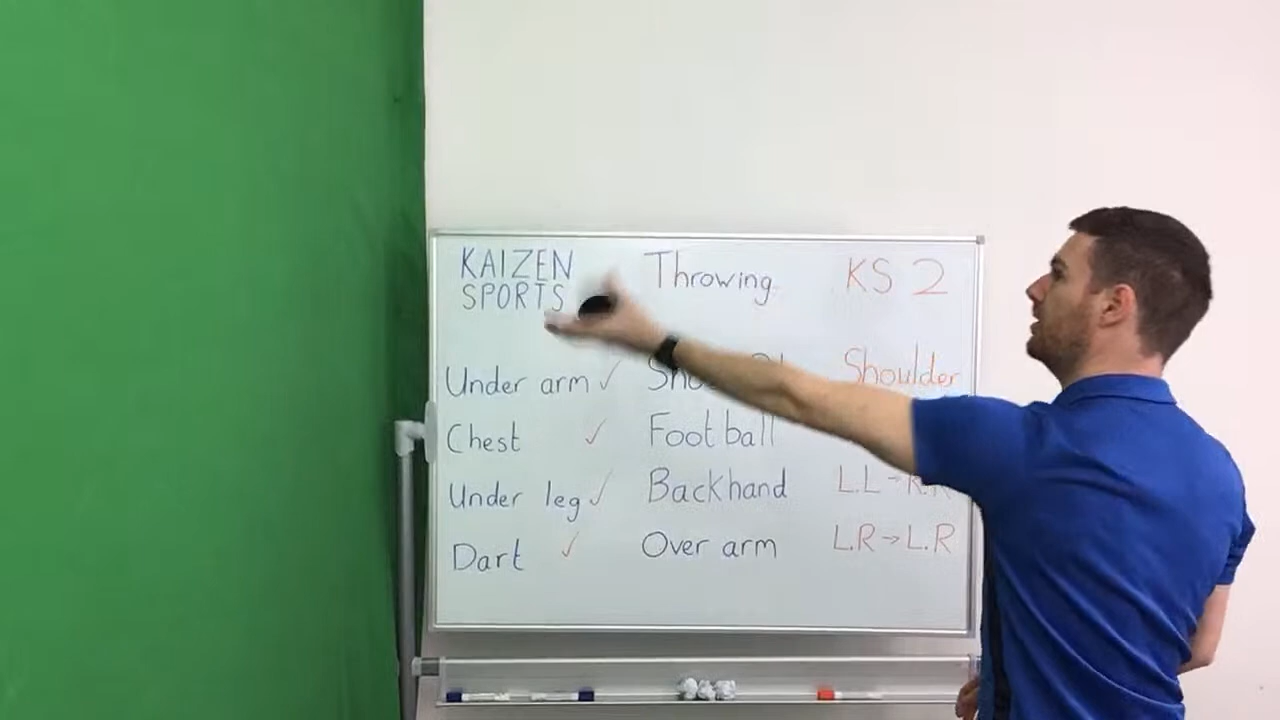 KAIZEN
SPORTS
Throwing
KS 2
Under arm ✓
Chest ✓
Under leg ✓
Dart ✓
Football
Backhand
Over arm
Shoulder
L.L → R.R
L.R → L.R